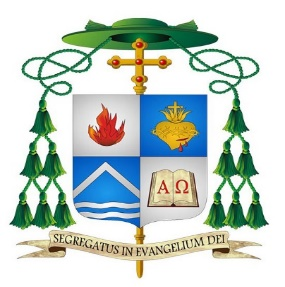 Α Ω
SEGREGATUS IN EVANGELIUM DEI